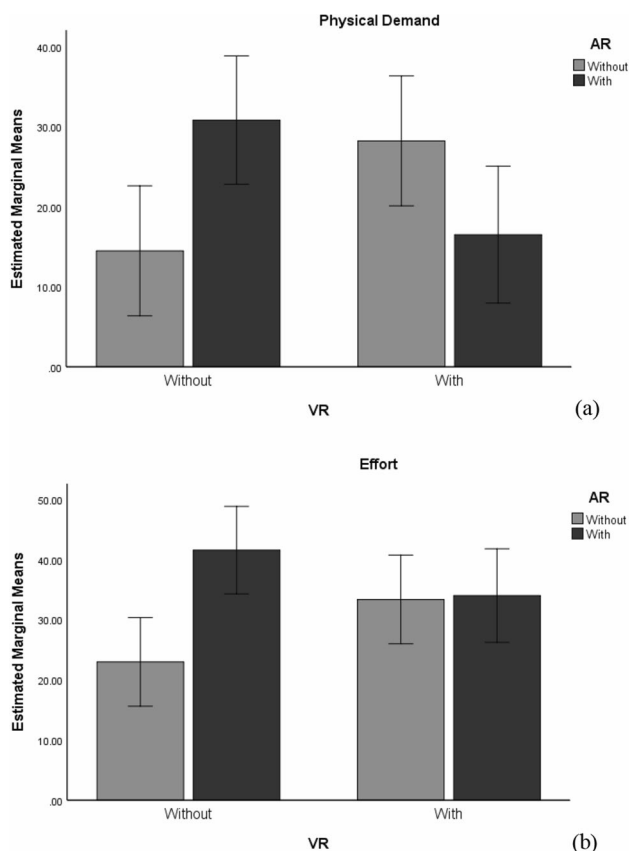 Physical Demand
AR
Without
With
Estimated Marginal Means
40.00
30.00
20.00
10.00
.00
Without
With
VR
(a)
Effort
AR
Without
With
Estimated Marginal Means
50.00
40.00
30.00
20.00
10.00
.00
Without
With
VR
(b)